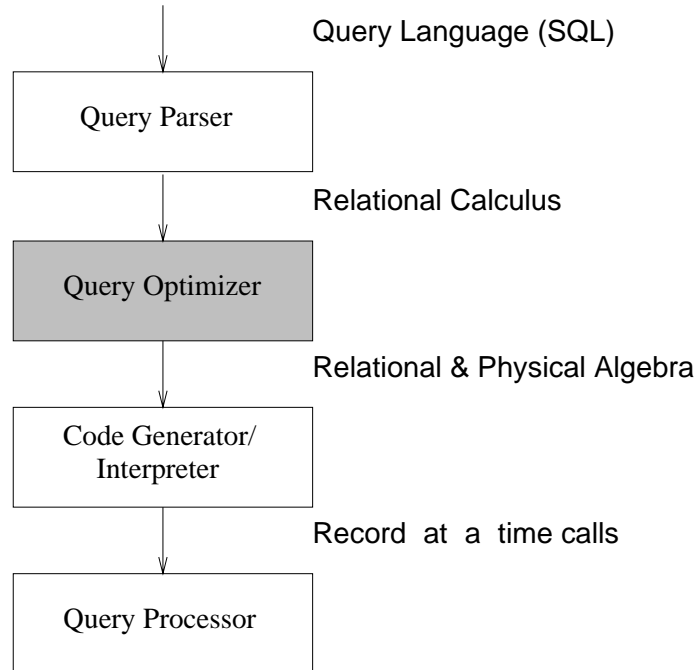 Query Language (SQL)
Query Parser
Relational Calculus
Query Optimizer
Relational & Physical Algebra
Code Generator/
Interpreter
Record at a time calls
Query Processor